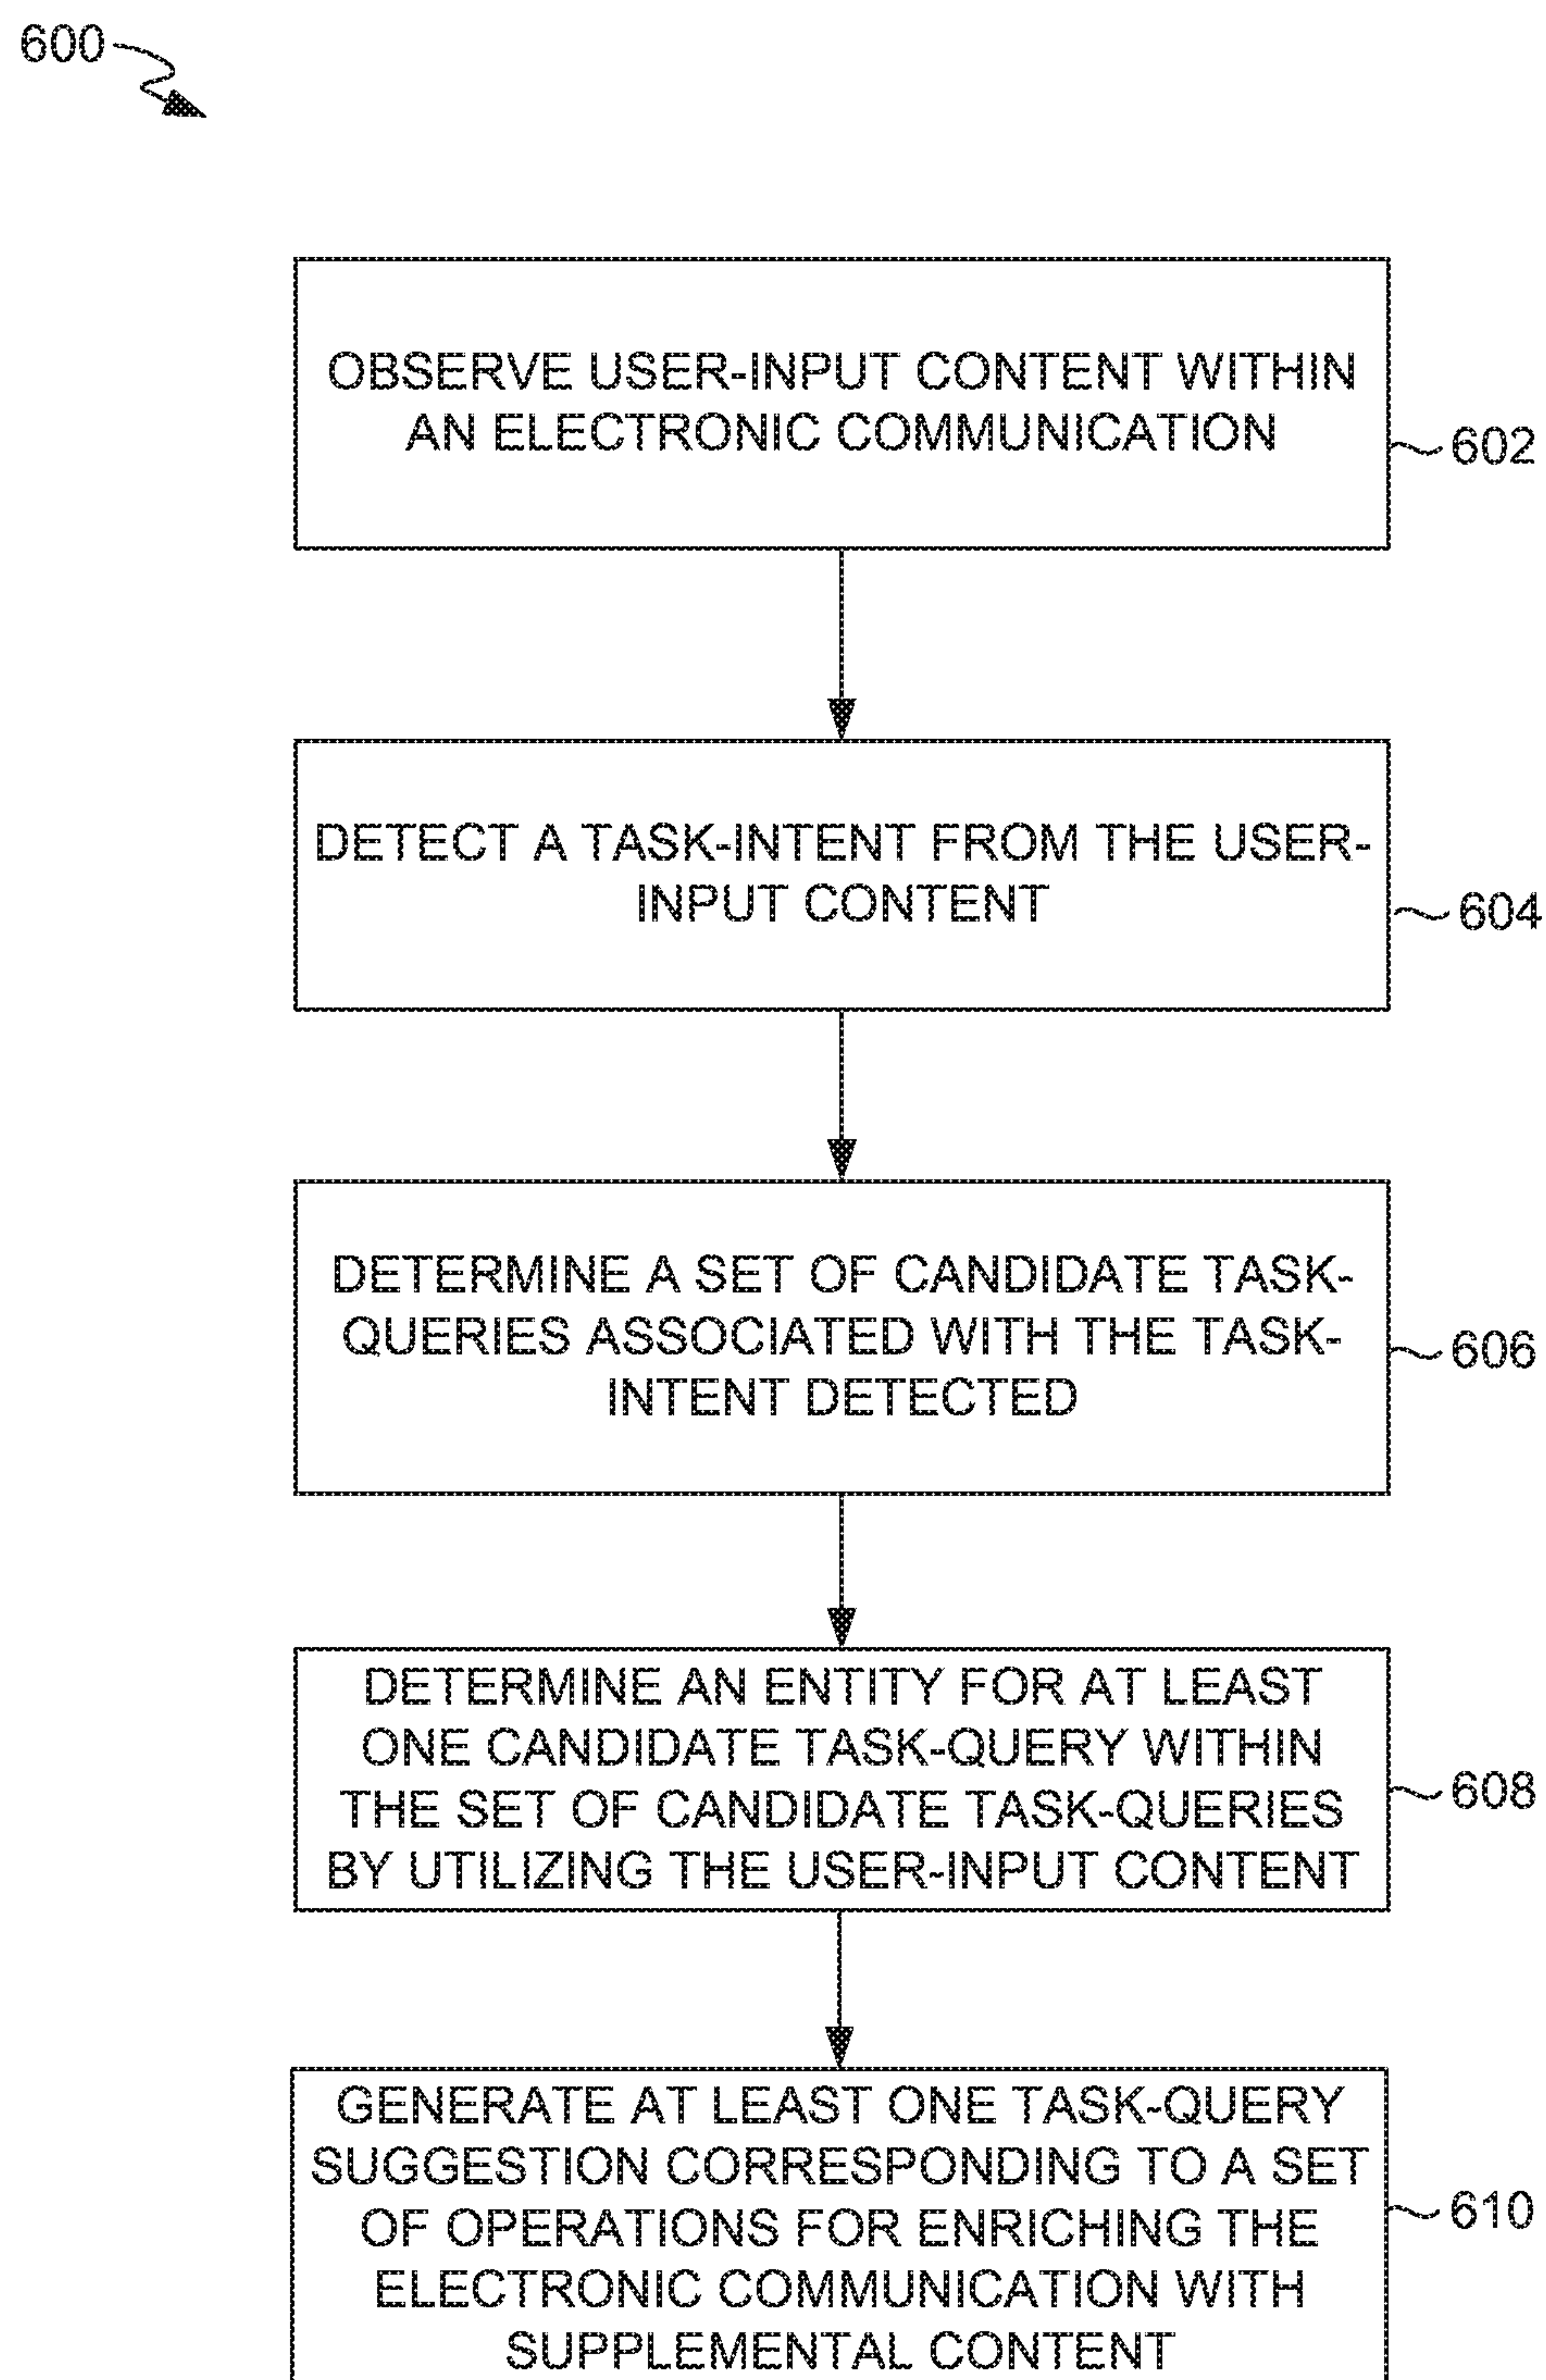 600
OBSERVE USER-INPUT CONTENT WITHIN
AN ELECTRONIC COMMUNICATION
602
DETECT A TASK-INTENT FROM THE USER-
INPUT CONTENT
604
DETERMINE A SET OF CANDIDATE TASK-
QUERIES ASSOCIATED WITH THE TASK-
INTENT DETECTED
606
DETERMINE AN ENTITY FOR AT LEAST
ONE CANDIDATE TASK-QUERY WITHIN
THE SET OF CANDIDATE TASK-QUERIES
BY UTILIZING THE USER-INPUT CONTENT
608
GENERATE AT LEAST ONE TASK-QUERY
SUGGESTION CORRESPONDING TO A SET
OF OPERATIONS FOR ENRICHING THE
ELECTRONIC COMMUNICATION WITH
SUPPLEMENTAL CONTENT
610